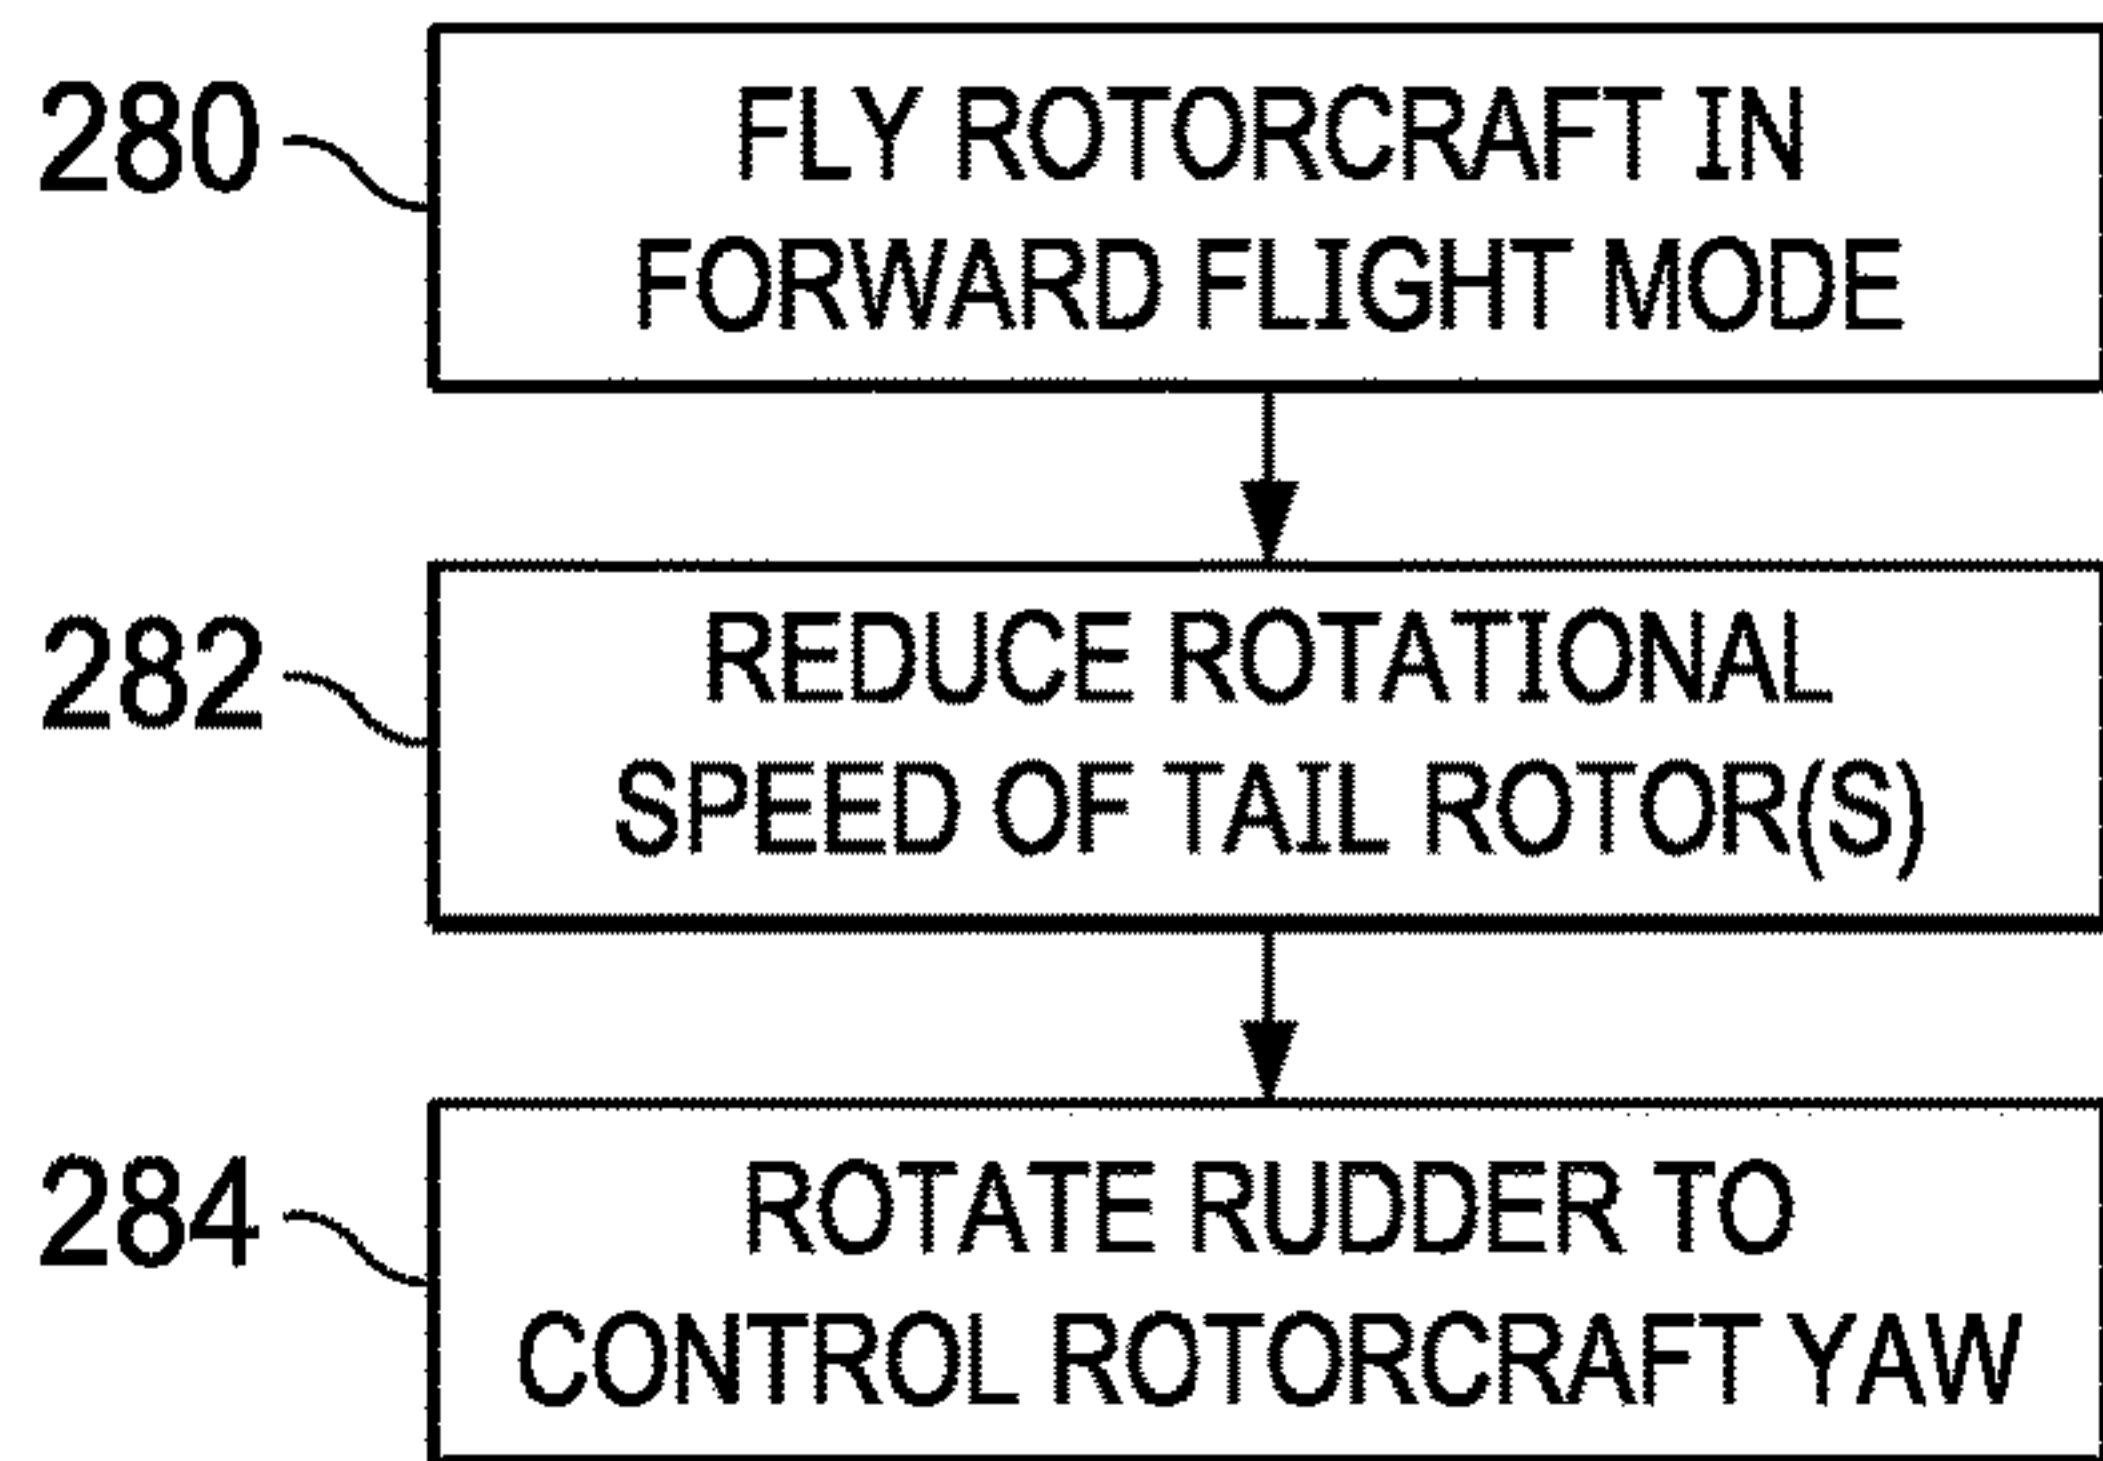 280
FLY ROTORCRAFT IN
FORWARD FLIGHT MODE
282
REDUCE ROTATIONAL
SPEED OF TAIL ROTOR(S)
284
ROTATE RUDDER TO
CONTROL ROTORCRAFT YAW